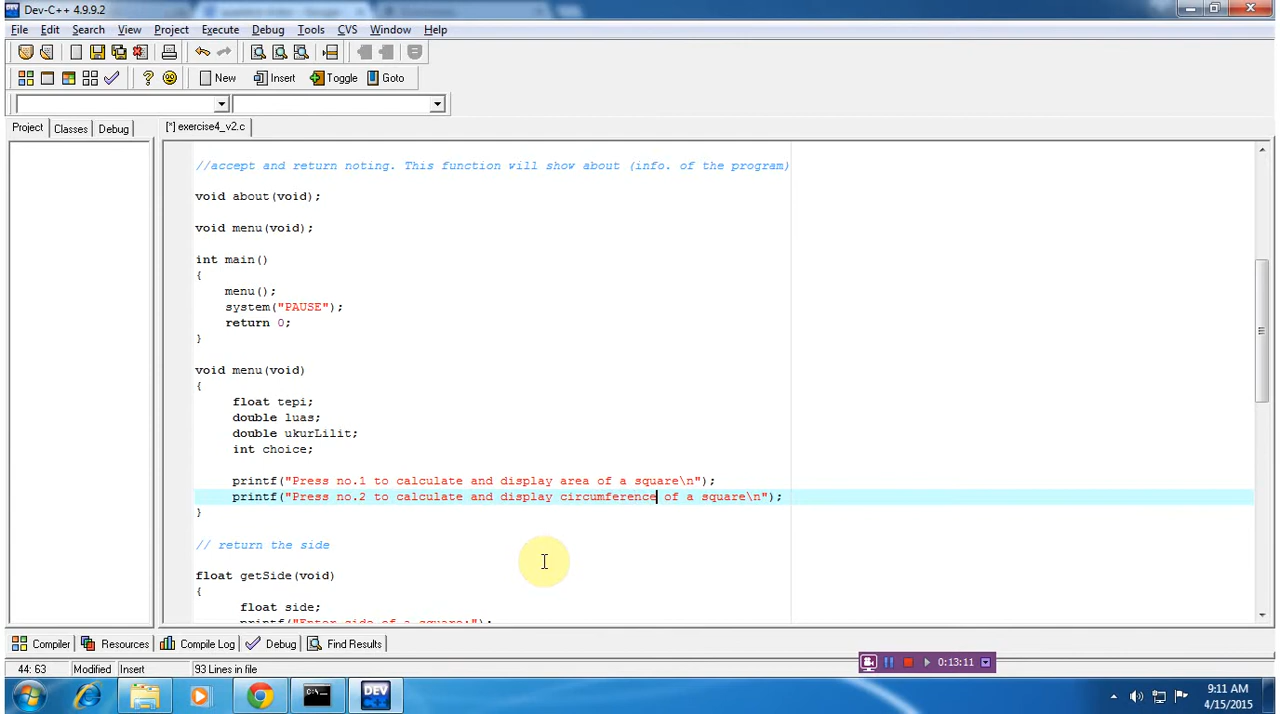 Dev-C++ 4.9.9.2
File Edit Search View Project Execute Debug Tools CVS Window Help
New Insert Toggle Goto
Project Classes Debug [*] exercise4_v2.c
//accept and return noting. This function will show about (info. of the program)
void about(void);
void menu(void);
int main()
{
menu();
system("PAUSE");
return 0;
}
void menu(void)
{
float tepi;
double luas;
double ukurLilit;
int choice;
printf("Press no.1 to calculate and display area of a square\n");
printf("Press no.2 to calculate and display circumference of a square\n");
}
// return the side
float getSide(void)
{
float side;
printf("Enter side of a square:");
Compiler Resources Compile Log Debug Find Results
44: 63 Modified Insert 93 Lines in file
0:13:11
DEV
9:11 AM
4/15/2015